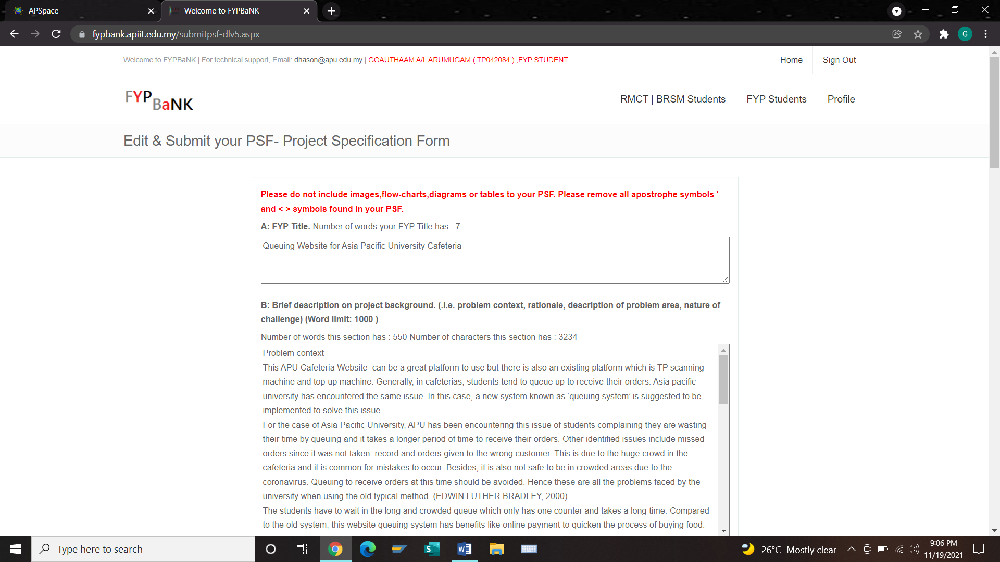 APSpace
Welcome to FYPBaNK
fypbank.apiit.edu.my/submitpsf-dlv5.aspx
G
Welcome to FYPBaNK | For technical support, Email: dhason@apu.edu.my | GOAUTHAAM A/L ARUMUGAM ( TP042084 ) ,FYP STUDENT
Home
Sign Out
FYP BaNK
RMCT | BRSM Students
FYP Students
Profile
Edit & Submit your PSF- Project Specification Form
Please do not include images,flow-charts,diagrams or tables to your PSF. Please remove all apostrophe symbols '
and < > symbols found in your PSF.
A: FYP Title. Number of words your FYP Title has : 7
Queuing Website for Asia Pacific University Cafeteria
B: Brief description on project background. (.i.e. problem context, rationale, description of problem area, nature of
challenge) (Word limit: 1000 )
Number of words this section has : 550 Number of characters this section has : 3234
Problem context
This APU Cafeteria Website  can be a great platform to use but there is also an existing platform which is TP scanning
machine and top up machine. Generally, in cafeterias, students tend to queue up to receive their orders. Asia pacific
university has encountered the same issue. In this case, a new system known as ‘queuing system’ is suggested to be
implemented to solve this issue.
For the case of Asia Pacific University, APU has been encountering this issue of students complaining they are wasting
their time by queuing and it takes a longer period of time to receive their orders. Other identified issues include missed
orders since it was not taken  record and orders given to the wrong customer. This is due to the huge crowd in the
cafeteria and it is common for mistakes to occur. Besides, it is also not safe to be in crowded areas due to the
coronavirus. Queuing to receive orders at this time should be avoided. Hence these are all the problems faced by the
university when using the old typical method. (EDWIN LUTHER BRADLEY, 2000).
The students have to wait in the long and crowded queue which only has one counter and takes a long time. Compared
to the old system, this website queuing system has benefits like online payment to quicken the process of buying food.
Type here to search
S
W
26°C Mostly clear
9:06 PM
11/19/2021